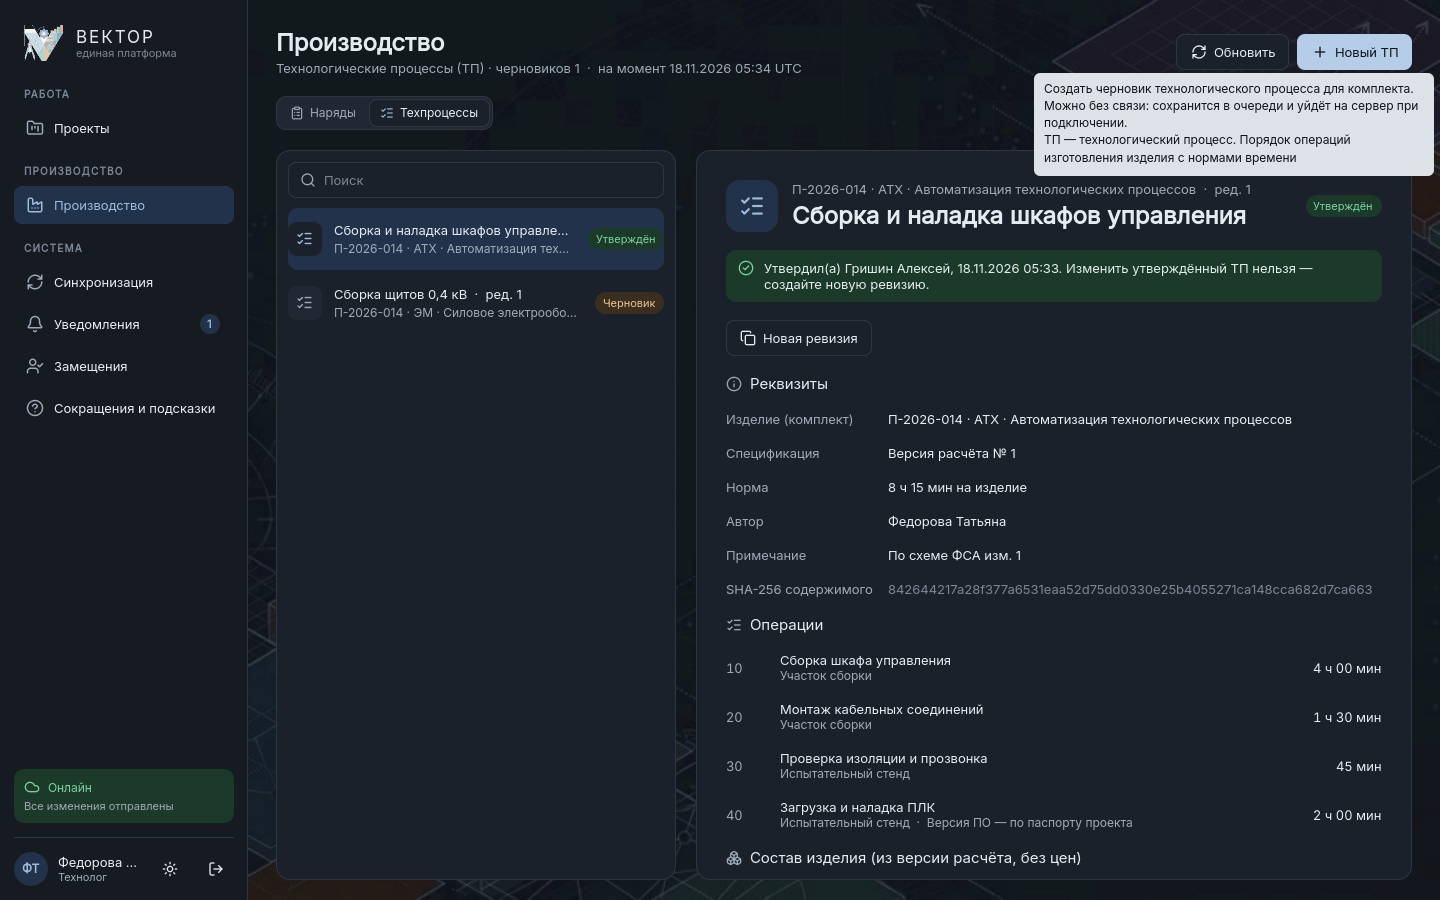 ВЕКТОР
единая платформа
РАБОТА
Проекты
ПРОИЗВОДСТВО
Производство
СИСТЕМА
Синхронизация
Уведомления
1
Замещения
Сокращения и подсказки
Онлайн
Все изменения отправлены
ФТ
Федорова ...
Технолог
Производство
Технологические процессы (ТП) · черновиков 1 · на момент 18.11.2026 05:34 UTC
Обновить
Новый ТП
Создать черновик технологического процесса для комплекта.
Можно без связи: сохранится в очереди и уйдёт на сервер при
подключении.
ТП — технологический процесс. Порядок операций
изготовления изделия с нормами времени
Наряды
Техпроцессы
Поиск
Сборка и наладка шкафов управле...
П-2026-014 · АТХ · Автоматизация тех...
Утверждён
Сборка щитов 0,4 кВ · ред. 1
П-2026-014 · ЭМ · Силовое электрообо...
Черновик
П-2026-014 · АТХ · Автоматизация технологических процессов · ред. 1
Сборка и наладка шкафов управления
Утверждён
Утвердил(а) Гришин Алексей, 18.11.2026 05:33. Изменить утверждённый ТП нельзя —
создайте новую ревизию.
Новая ревизия
Реквизиты
Изделие (комплект) П-2026-014 · АТХ · Автоматизация технологических процессов
Спецификация Версия расчёта № 1
Норма 8 ч 15 мин на изделие
Автор Федорова Татьяна
Примечание По схеме ФСА изм. 1
SHA-256 содержимого 842644217a28f377a6531eaa52d75dd0330e25b4055271ca148cca682d7ca663
Операции
10 Сборка шкафа управления 4 ч 00 мин
Участок сборки
20 Монтаж кабельных соединений 1 ч 30 мин
Участок сборки
30 Проверка изоляции и прозвонка 45 мин
Испытательный стенд
40 Загрузка и наладка ПЛК 2 ч 00 мин
Испытательный стенд · Версия ПО — по паспорту проекта
Состав изделия (из версии расчёта, без цен)